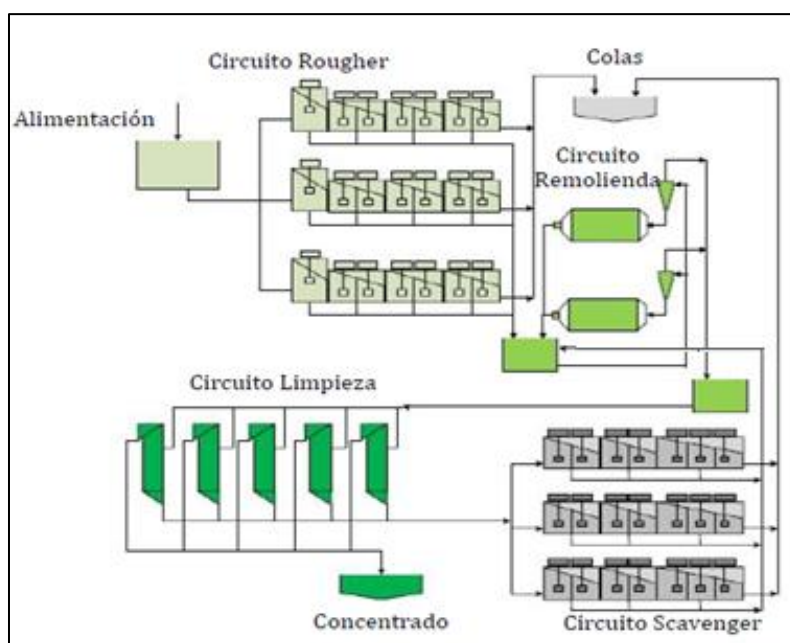 Circuito Rougher
Colas
Alimentación
Circuito
Remolienda
Circuito Limpieza
Concentrado
Circuito Scavenger